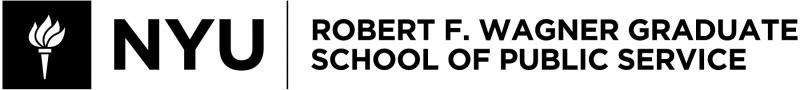 NYU
ROBERT F. WAGNER GRADUATE
SCHOOL OF PUBLIC SERVICE